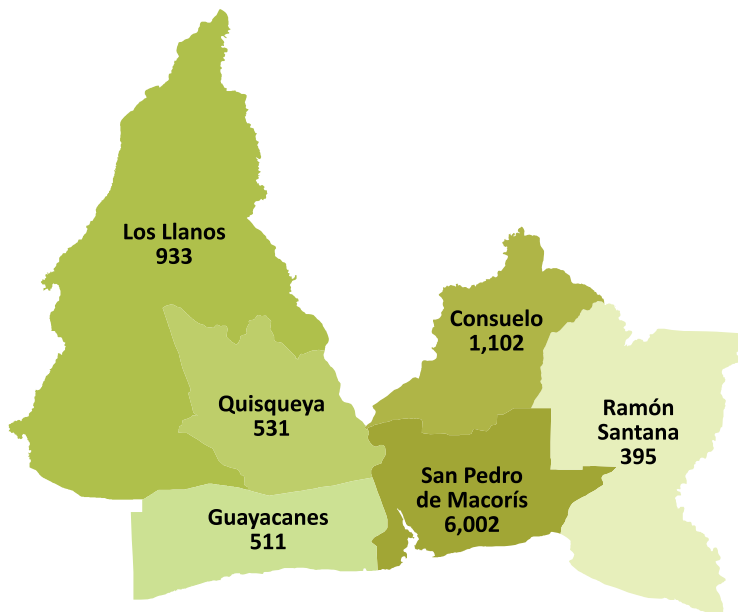 Los Llanos
933
Consuelo
1,102
Quisqueya
531
Ramón
Santana
395
San Pedro
de Macorís
6,002
Guayacanes
511